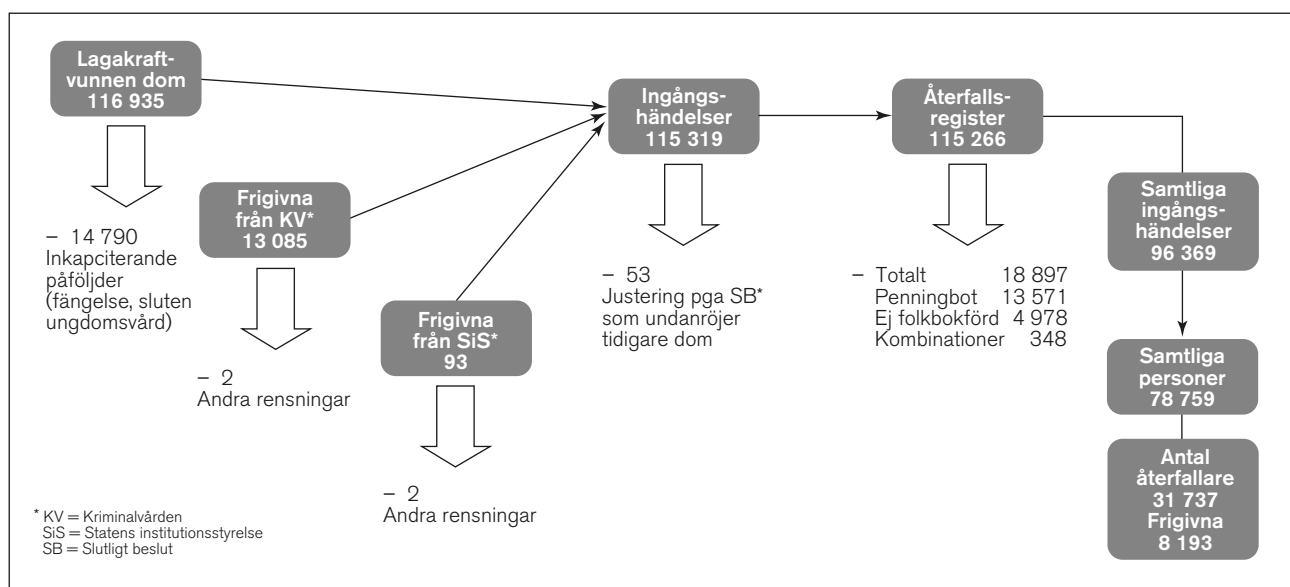 Lagakraft-
vunnen dom
116 935
– 14 790
Inkapciterande
påföljder
(fängelse, sluten
ungdomsvård)
Frigivna
från KV*
13 085
– 2
Andra rensningar
Frigivna
från SiS*
93
– 2
Andra rensningar
Ingångs-
händelser
115 319
– 53
Justering pga SB*
som undanröjer
tidigare dom
Återfalls-
register
115 266
– Totalt 18 897
Penningbot 13 571
Ej folkbokförd 4 978
Kombinationer 348
Samtliga
ingångs-
händelser
96 369
Samtliga
personer
78 759
Antal
återfallare
31 737
Frigivna
8 193
* KV = Kriminalvården
SiS = Statens institutionsstyrelse
SB = Slutligt beslut